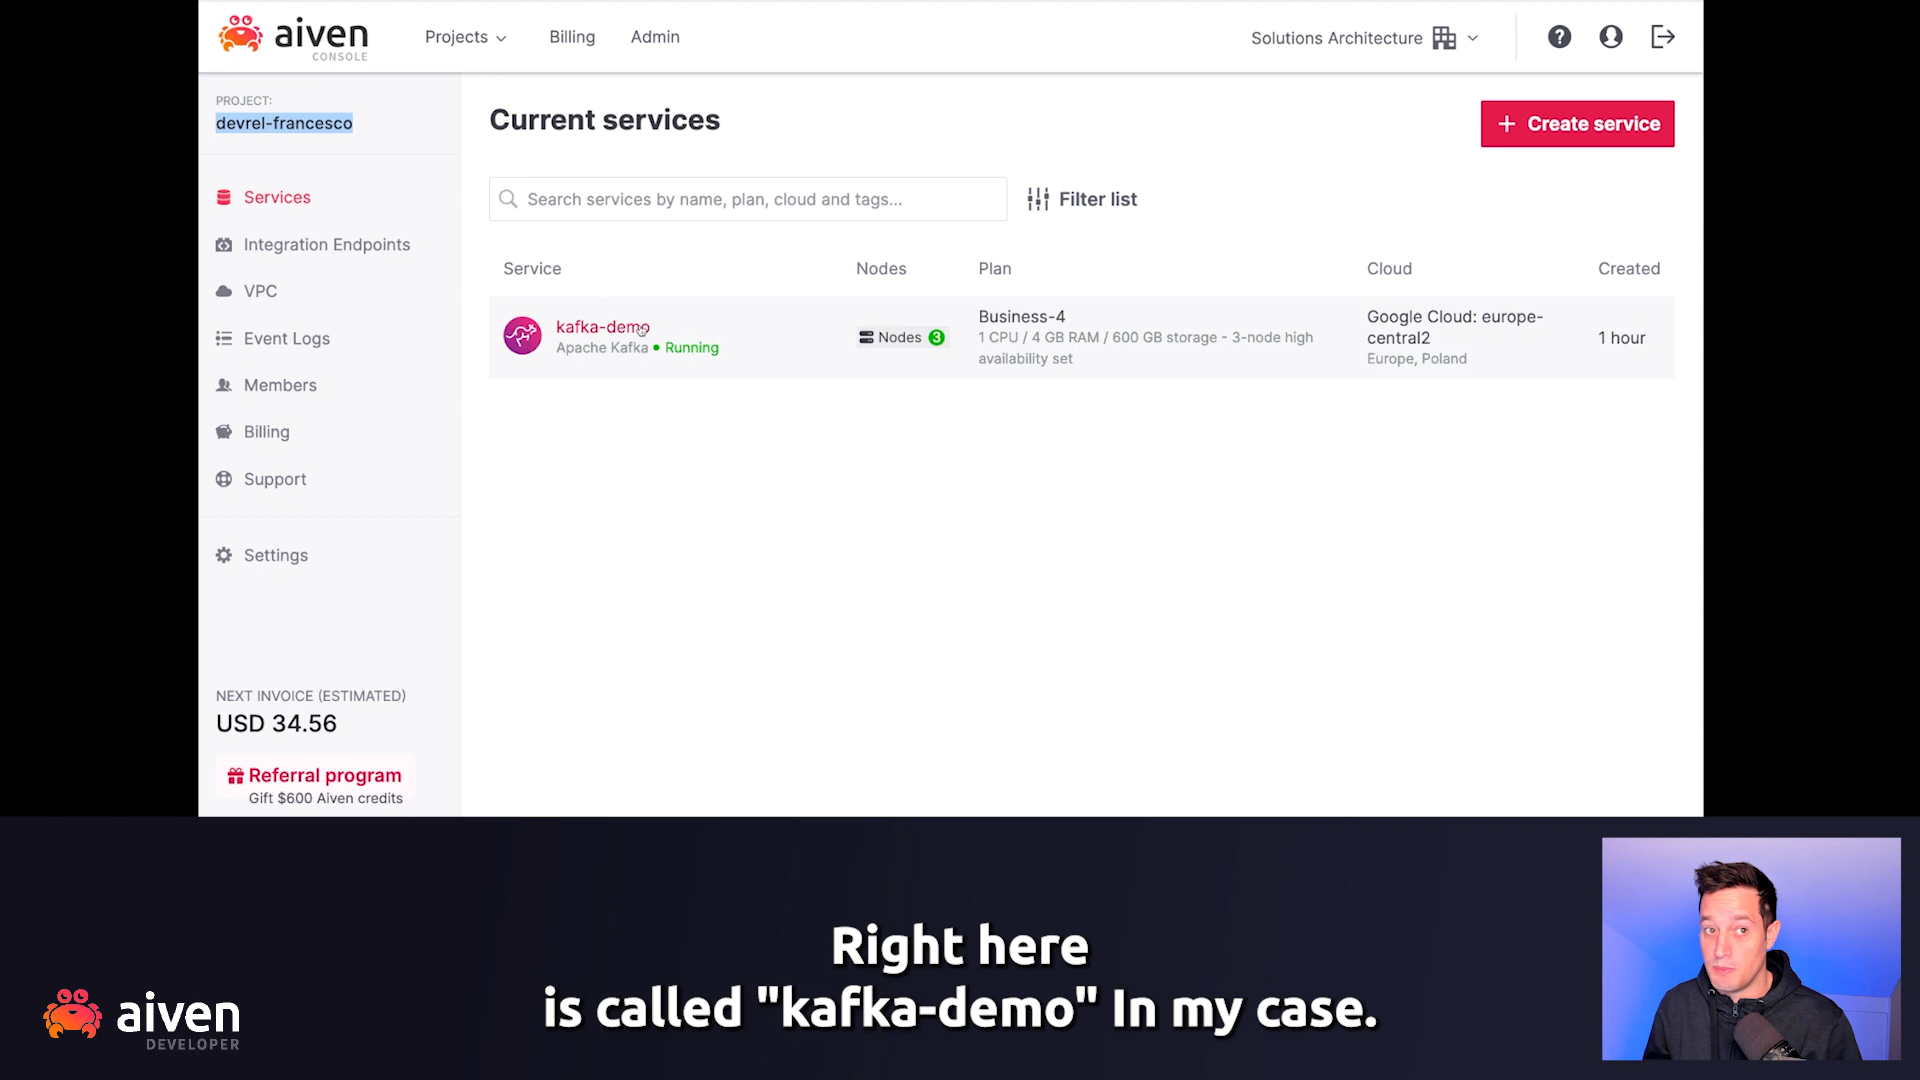 aiven
CONSOLE
Projects
Billing
Admin
Solutions Architecture
?
PROJECT:
devrel-francesco
Services
Integration Endpoints
VPC
Event Logs
Members
Billing
Support
Settings
NEXT INVOICE (ESTIMATED)
USD 34.56
Referral program
Gift $600 Aiven credits
Current services
+ Create service
Search services by name, plan, cloud and tags...
Filter list
Service
Nodes
Plan
Cloud
Created
kafka-demo
Apache Kafka • Running
Nodes 3
Business-4
1 CPU / 4 GB RAM / 600 GB storage - 3-node high
availability set
Google Cloud: europe-
central2
Europe, Poland
1 hour
Right here
is called "kafka-demo" In my case.
aiven
DEVELOPER